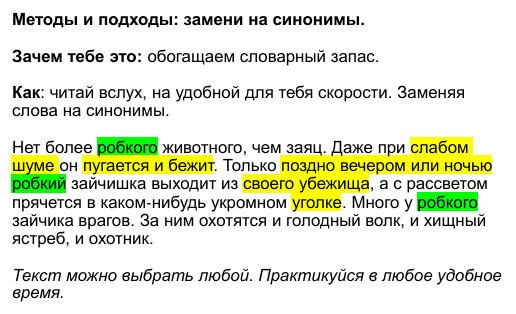 Методы и подходы: замени на синонимы.
Зачем тебе это: обогащаем словарный запас.
Как: читай вслух, на удобной для тебя скорости. Заменяя
слова на синонимы.
Нет более робкого животного, чем заяц. Даже при слабом
шуме он пугается и бежит. Только поздно вечером или ночью
робкий зайчишка выходит из своего убежища, а с рассветом
прячется в каком-нибудь укромном уголке. Много у робкого
зайчика врагов. За ним охотятся и голодный волк, и хищный
ястреб, и охотник.
Текст можно выбрать любой. Практикуйся в любое удобное
время.